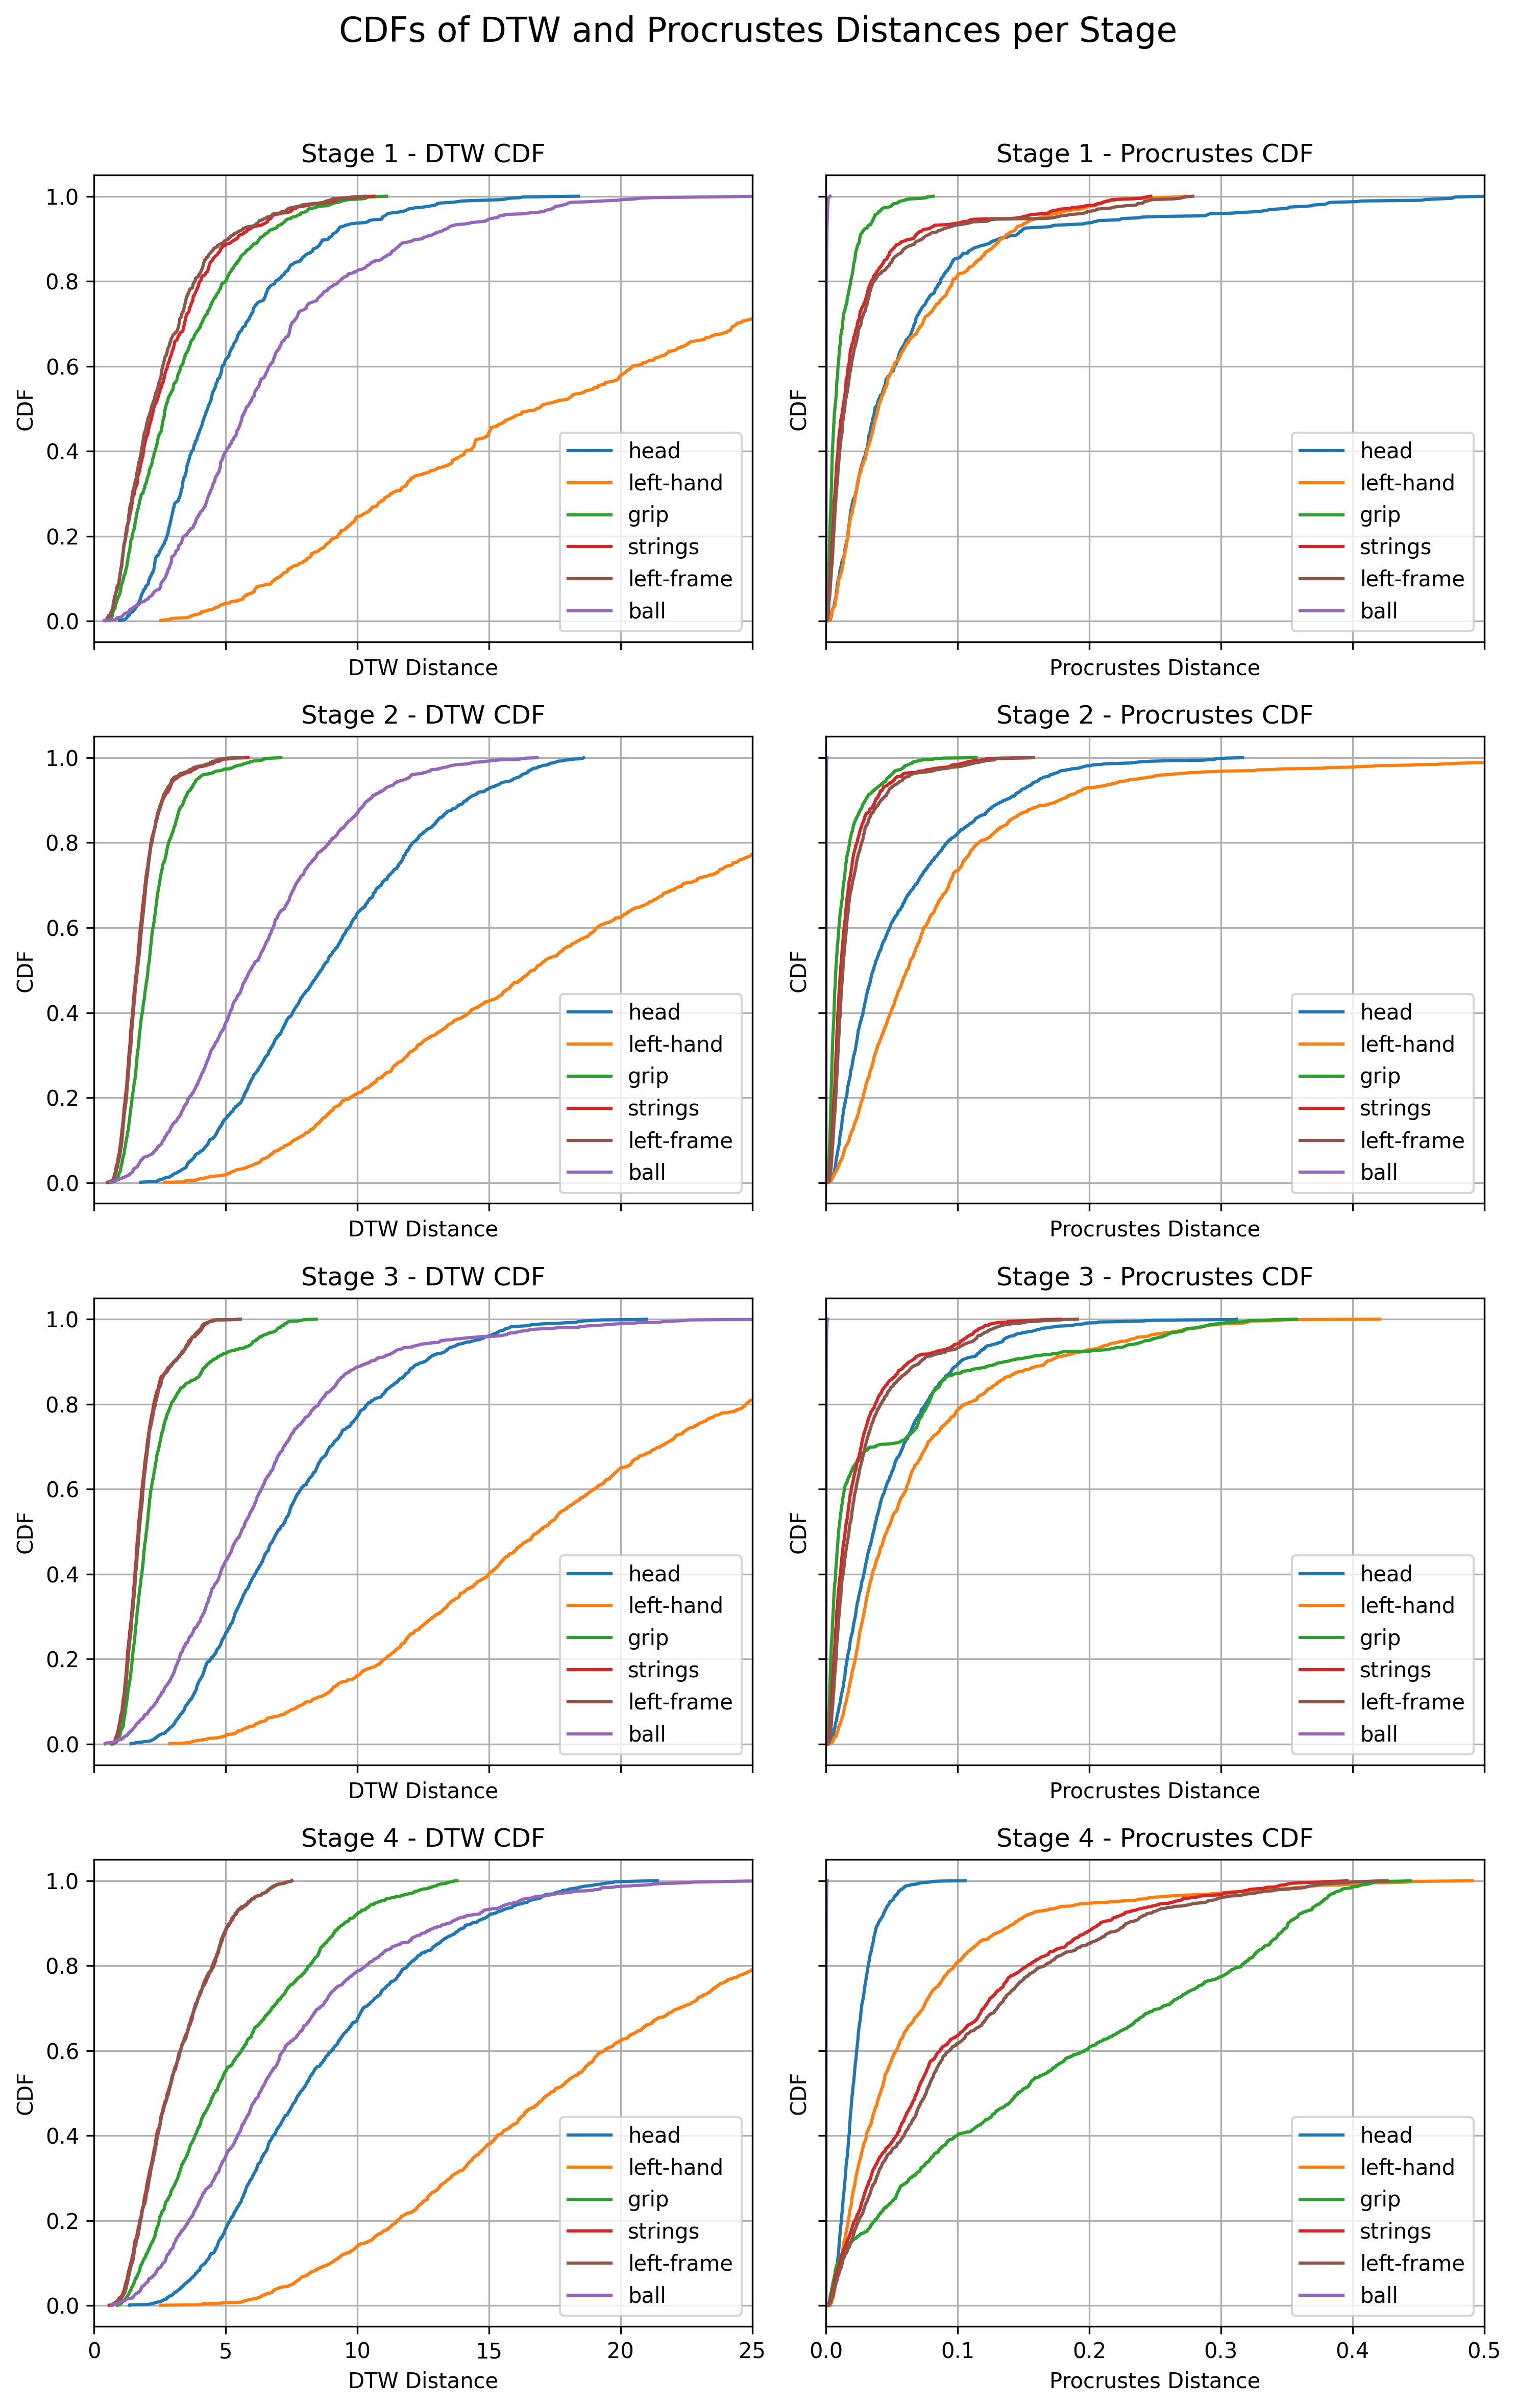 CDFs of DTW and Procrustes Distances per Stage
Stage 1 - DTW CDF
CDF
1.0
0.8
0.6
0.4
0.2
0.0
head
left-hand
grip
strings
left-frame
ball
DTW Distance
Stage 1 - Procrustes CDF
CDF
head
left-hand
grip
strings
left-frame
ball
Procrustes Distance
Stage 2 - DTW CDF
CDF
1.0
0.8
0.6
0.4
0.2
0.0
head
left-hand
grip
strings
left-frame
ball
DTW Distance
Stage 2 - Procrustes CDF
CDF
head
left-hand
grip
strings
left-frame
ball
Procrustes Distance
Stage 3 - DTW CDF
CDF
1.0
0.8
0.6
0.4
0.2
0.0
head
left-hand
grip
strings
left-frame
ball
DTW Distance
Stage 3 - Procrustes CDF
CDF
head
left-hand
grip
strings
left-frame
ball
Procrustes Distance
Stage 4 - DTW CDF
CDF
1.0
0.8
0.6
0.4
0.2
0.0
head
left-hand
grip
strings
left-frame
ball
0 5 10 15 20 25
DTW Distance
Stage 4 - Procrustes CDF
CDF
head
left-hand
grip
strings
left-frame
ball
0.0 0.1 0.2 0.3 0.4 0.5
Procrustes Distance